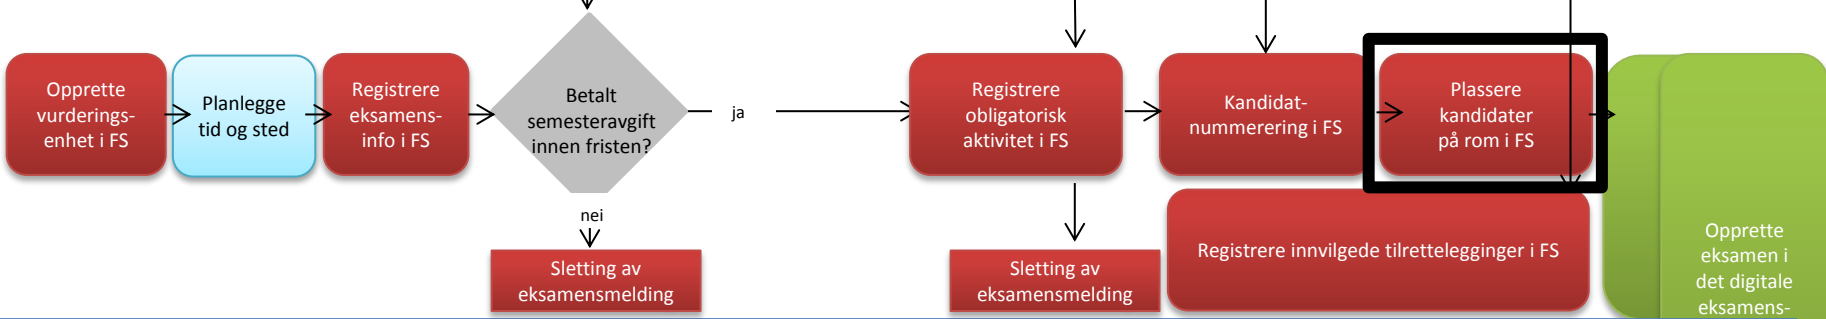 Opprette
vurderings-
enhet i FS
Planlegge
tid og sted
Registrere
eksamens-
info i FS
Betalt
semesteravgift
innen fristen?
ja
nei
Sletting av
eksamensmelding
Registrere
obligatorisk
aktivitet i FS
Sletting av
eksamensmelding
Kandidat-
nummerering i FS
Plassere
kandidater
på rom i FS
Registrere innvilgede tilrettelegginger i FS
Opprette
eksamen i
det digitale
eksamens-